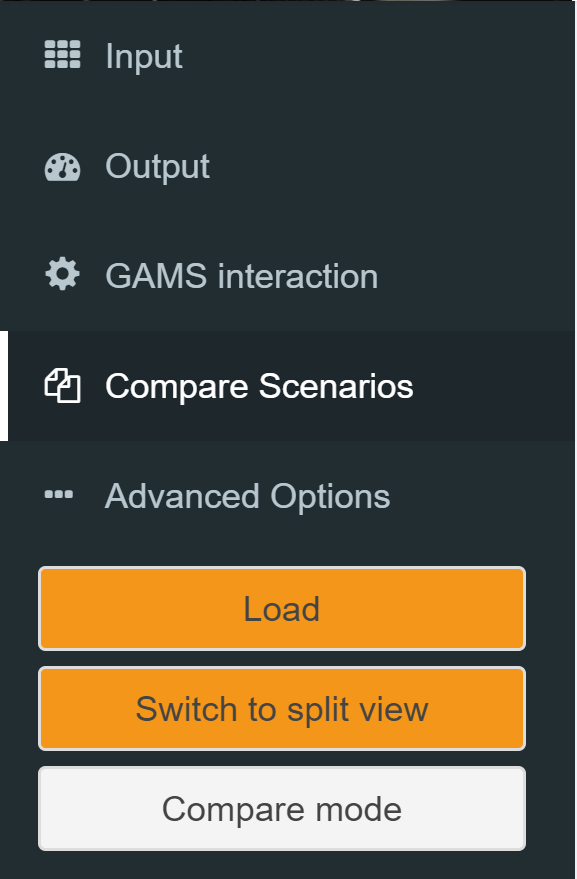 Input
Output
GAMS interaction
Compare Scenarios
Advanced Options
Load
Switch to split view
Compare mode